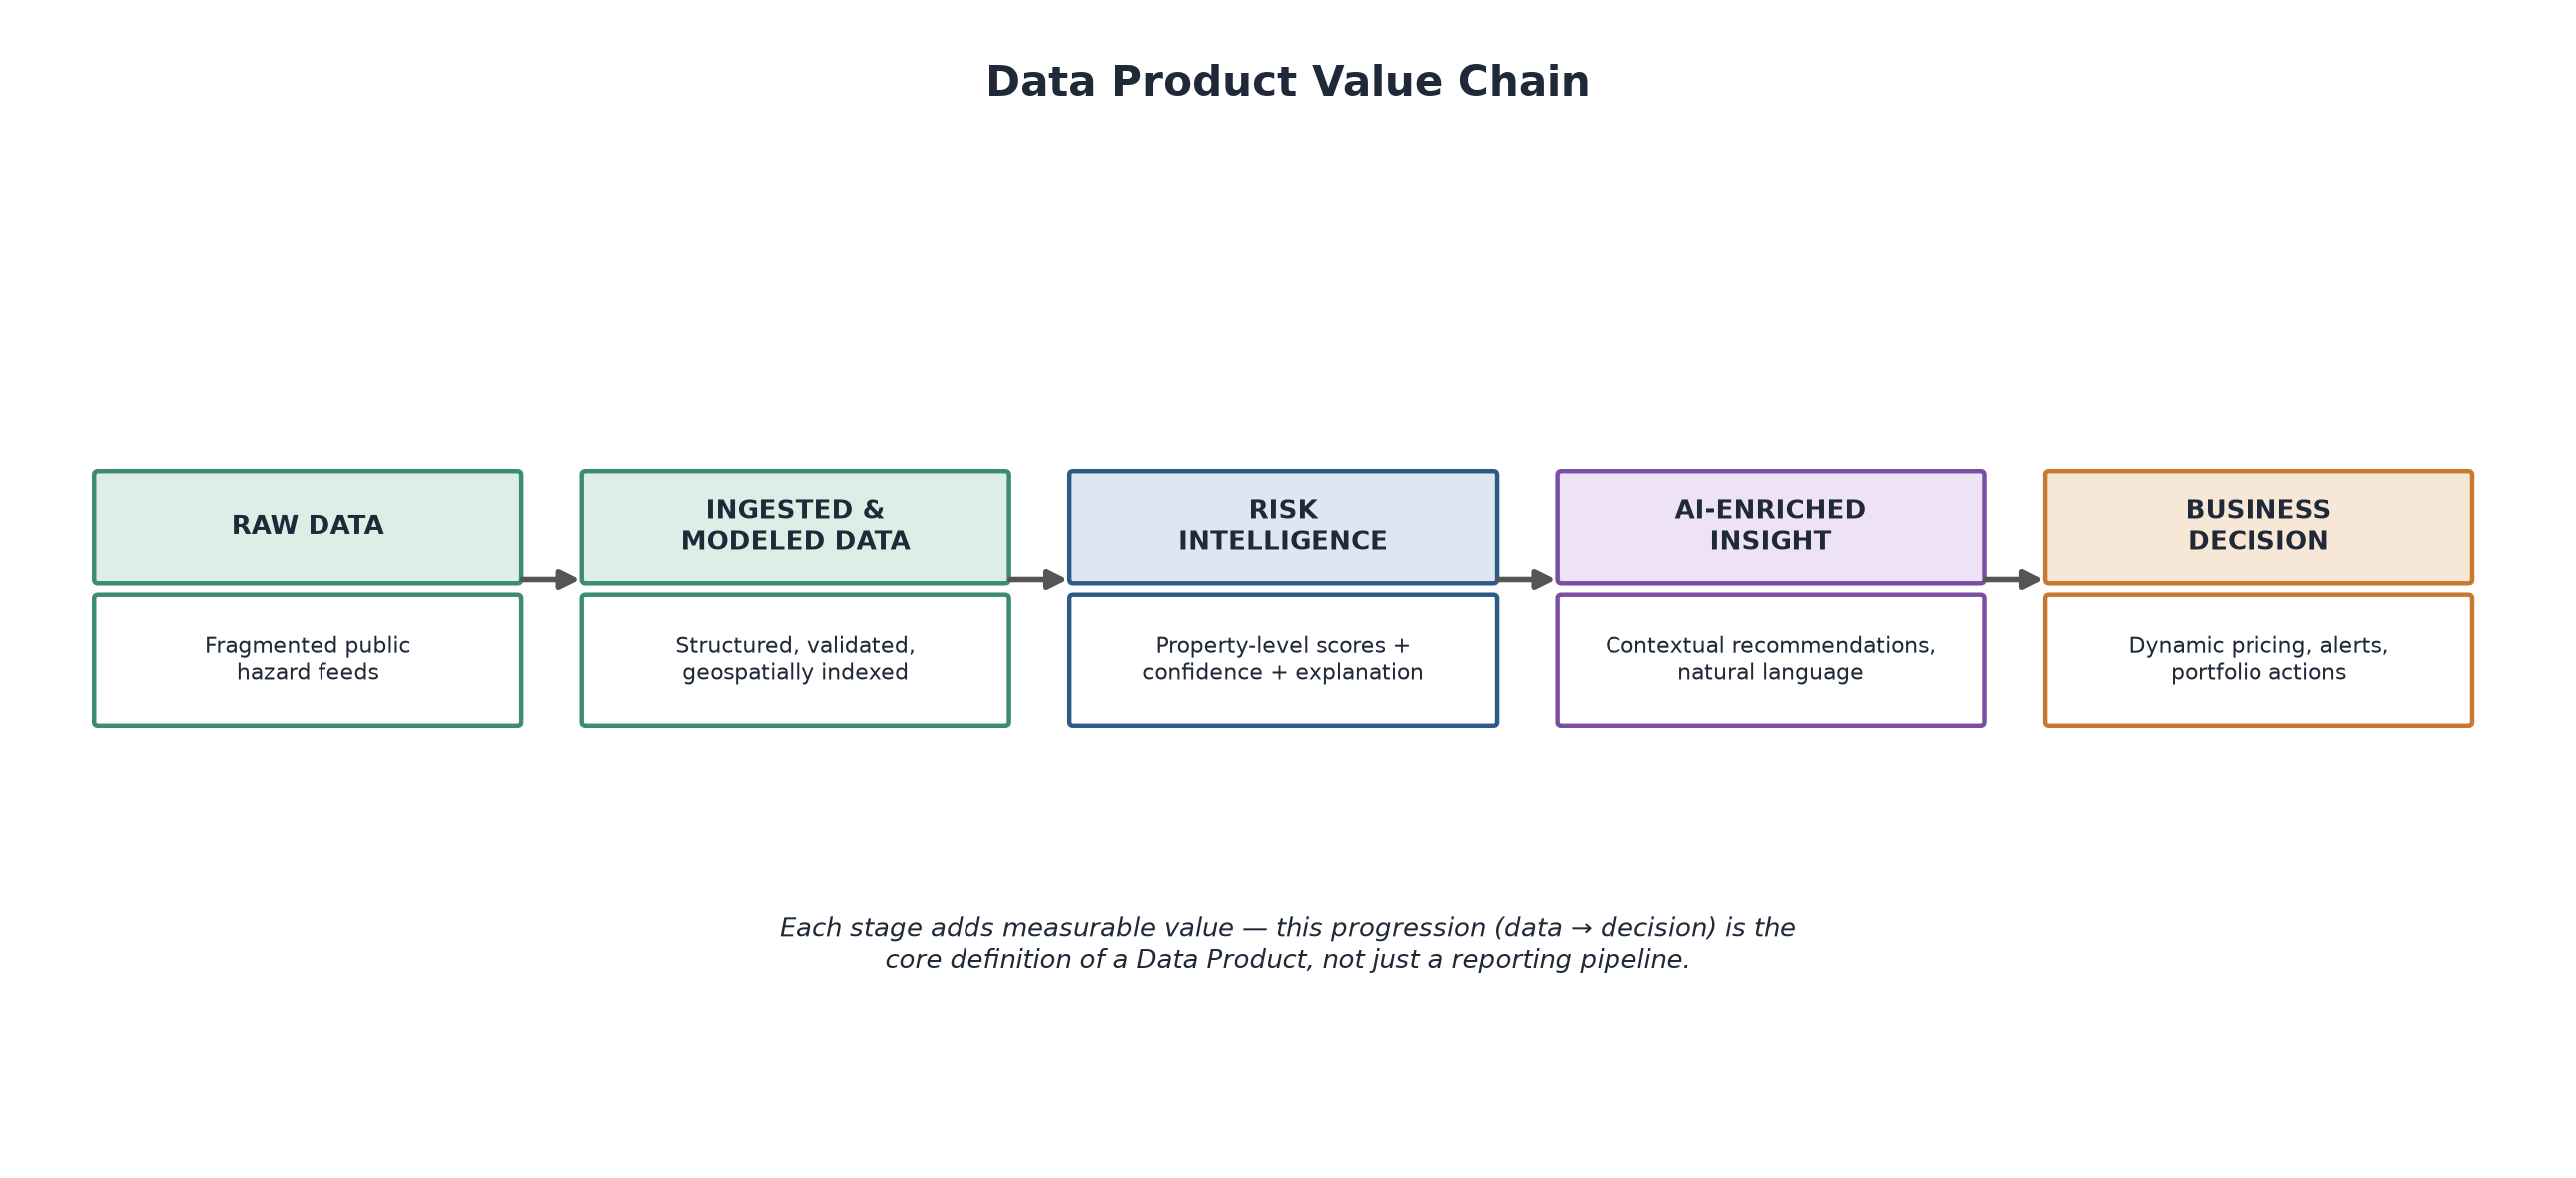 Data Product Value Chain
RAW DATA
Fragmented public
hazard feeds
INGESTED &
MODELED DATA
Structured, validated,
geospatially indexed
RISK
INTELLIGENCE
Property-level scores +
confidence + explanation
AI-ENRICHED
INSIGHT
Contextual recommendations,
natural language
BUSINESS
DECISION
Dynamic pricing, alerts,
portfolio actions
Each stage adds measurable value — this progression (data → decision) is the
core definition of a Data Product, not just a reporting pipeline.